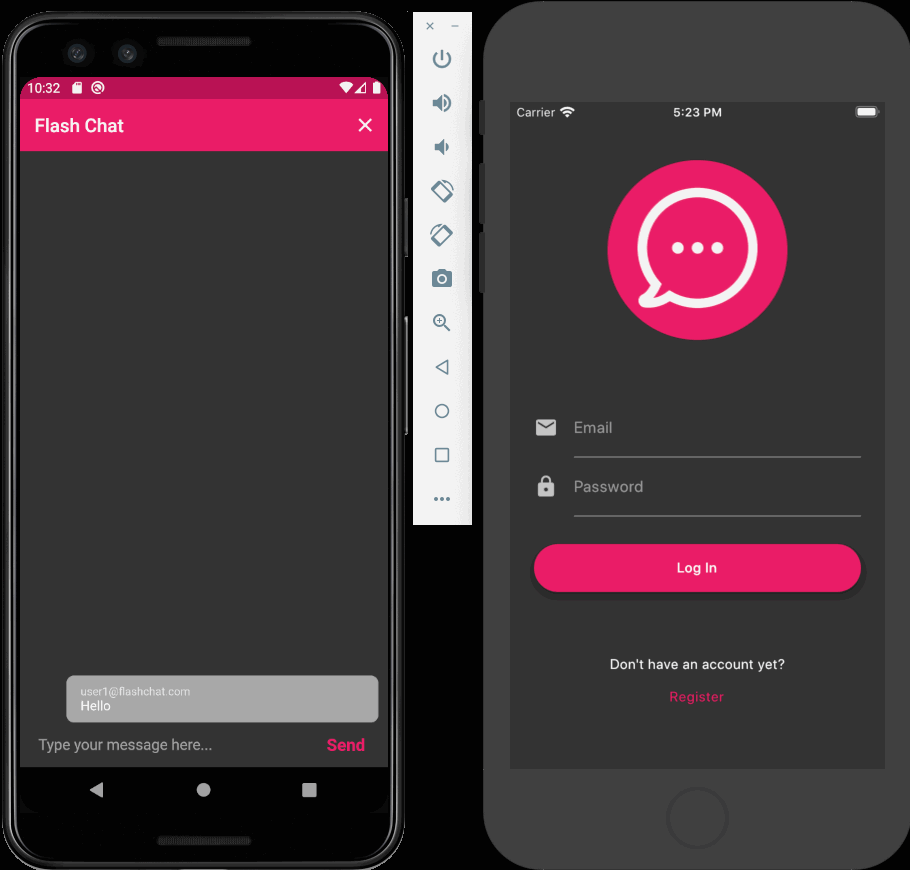 10:32
Flash Chat
user1@flashchat.com
Hello
Type your message here...
Send
Carrier
5:23 PM
Email
Password
Log In
Don't have an account yet?
Register